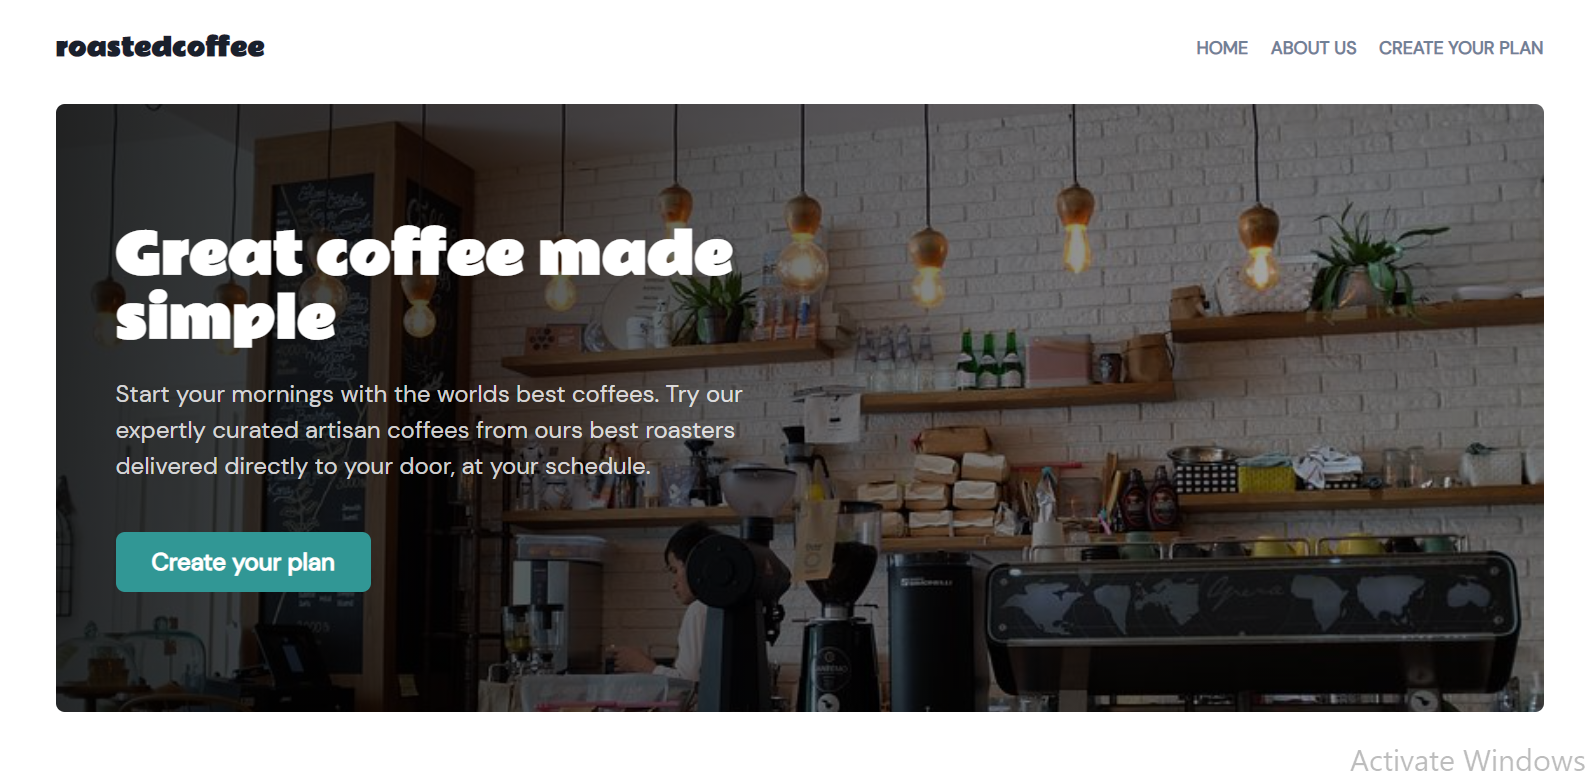 roastedcoffee
HOME ABOUT US CREATE YOUR PLAN
Great coffee made
simple
Start your mornings with the worlds best coffees. Try our
expertly curated artisan coffees from ours best roasters
delivered directly to your door, at your schedule.
Create your plan
Activate Windows